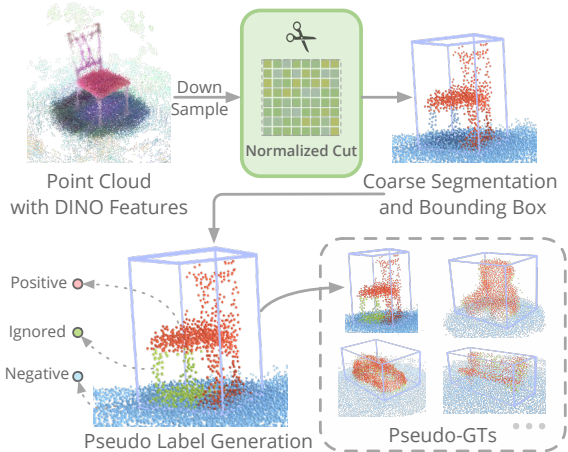 Down
Sample
Normalized Cut
Point Cloud
with DINO Features
Coarse Segmentation
and Bounding Box
Positive
Ignored
Negative
Pseudo Label Generation
Pseudo-GTs